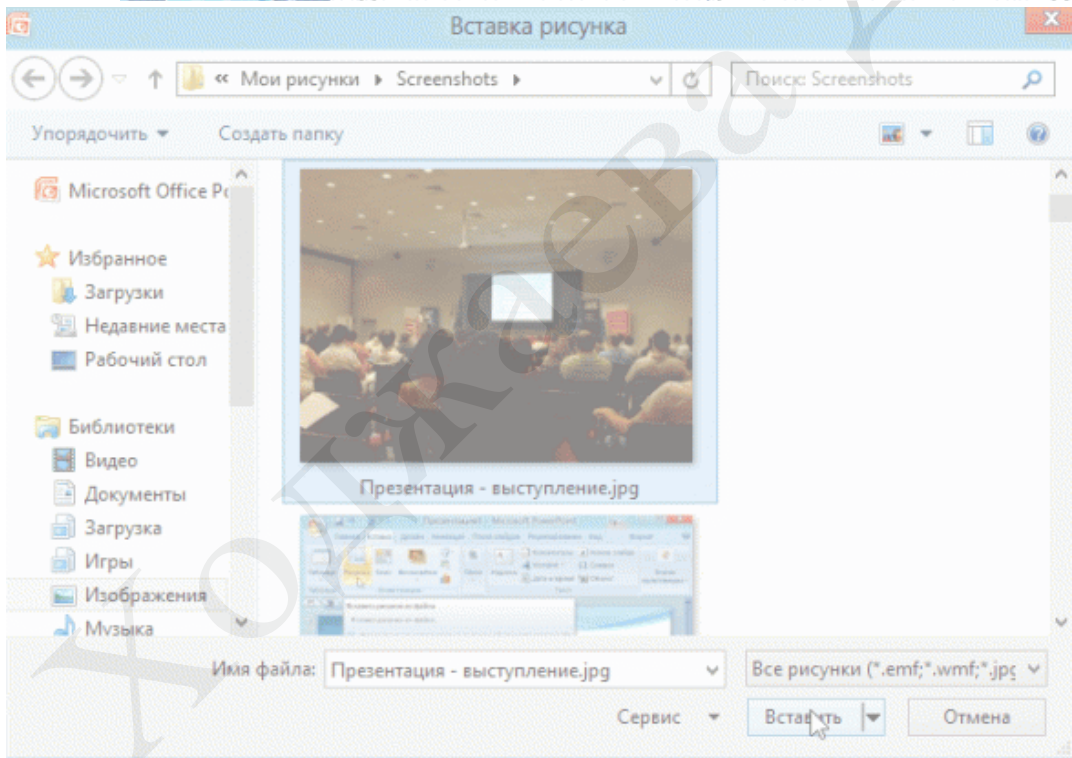 Вставка рисунка
« Мои рисунки Screenshots
Поиск: Screenshots
Упорядочить Создать папку
Microsoft Office Po
Избранное
Загрузки
Недавние места
Рабочий стол
Библиотеки
Видео
Документы
Загрузка
Игры
Изображения
Музыка
Презентация - выступление.jpg
Имя файла: Презентация - выступление.jpg
Все рисунки (*.emf;*.wmf;*.jpg
Сервис Вставить Отмена
Ходжаева